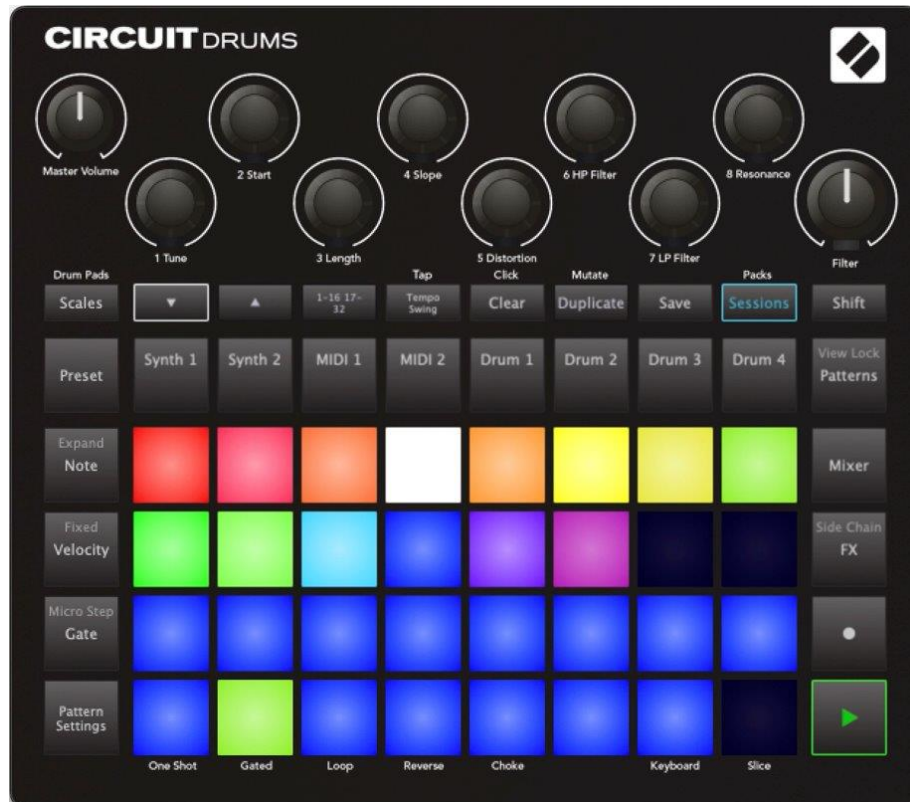 CIRCUIT DRUMS
Master Volume
2 Start
4 Slope
6 HP Filter
8 Resonance
1 Tune
3 Length
5 Distortion
7 LP Filter
Filter
Drum Pads
Tap
Click
Mutate
Packs
Scales
▼
▲
1-16 17-
32
Tempo
Swing
Clear
Duplicate
Save
Sessions
Shift
Preset
Synth 1
Synth 2
MIDI 1
MIDI 2
Drum 1
Drum 2
Drum 3
Drum 4
View Lock
Patterns
Expand
Note
Mixer
Fixed
Velocity
Side Chain
FX
Micro Step
Gate
Pattern
Settings
One Shot
Gated
Loop
Reverse
Choke
Keyboard
Slice